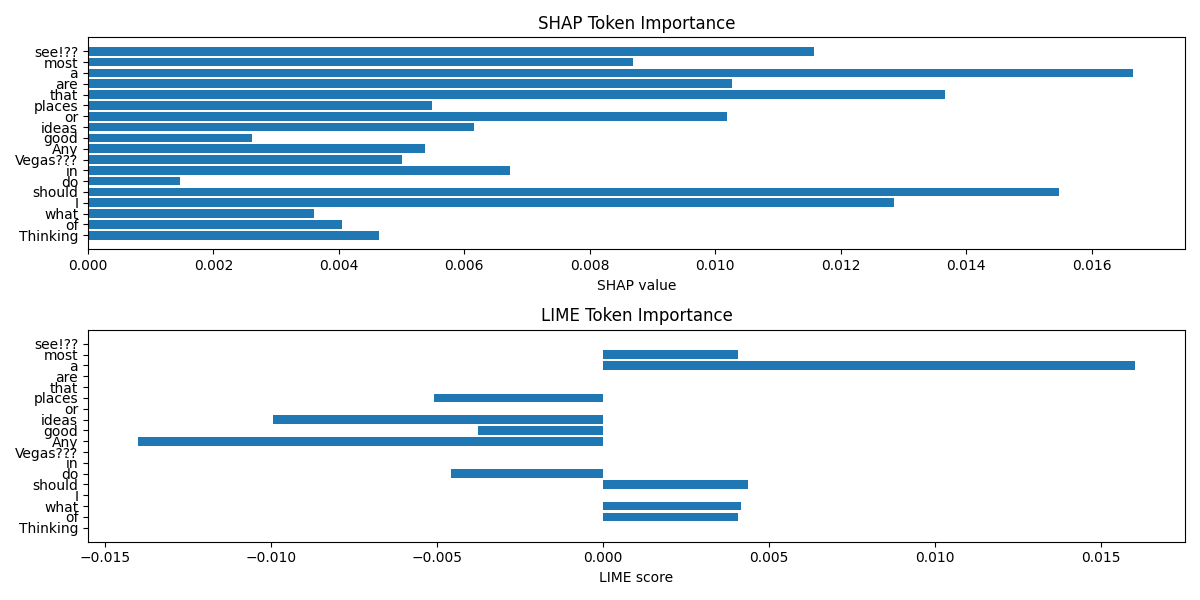 SHAP Token Importance
see!??
most
a
are
that
places
or
ideas
good
Any
Vegas???
in
do
should
I
what
of
Thinking
0.000 0.002 0.004 0.006 0.008 0.010 0.012 0.014 0.016
SHAP value
LIME Token Importance
see!??
most
a
are
that
places
or
ideas
good
Any
Vegas???
in
do
should
I
what
of
Thinking
−0.015 −0.010 −0.005 0.000 0.005 0.010 0.015
LIME score